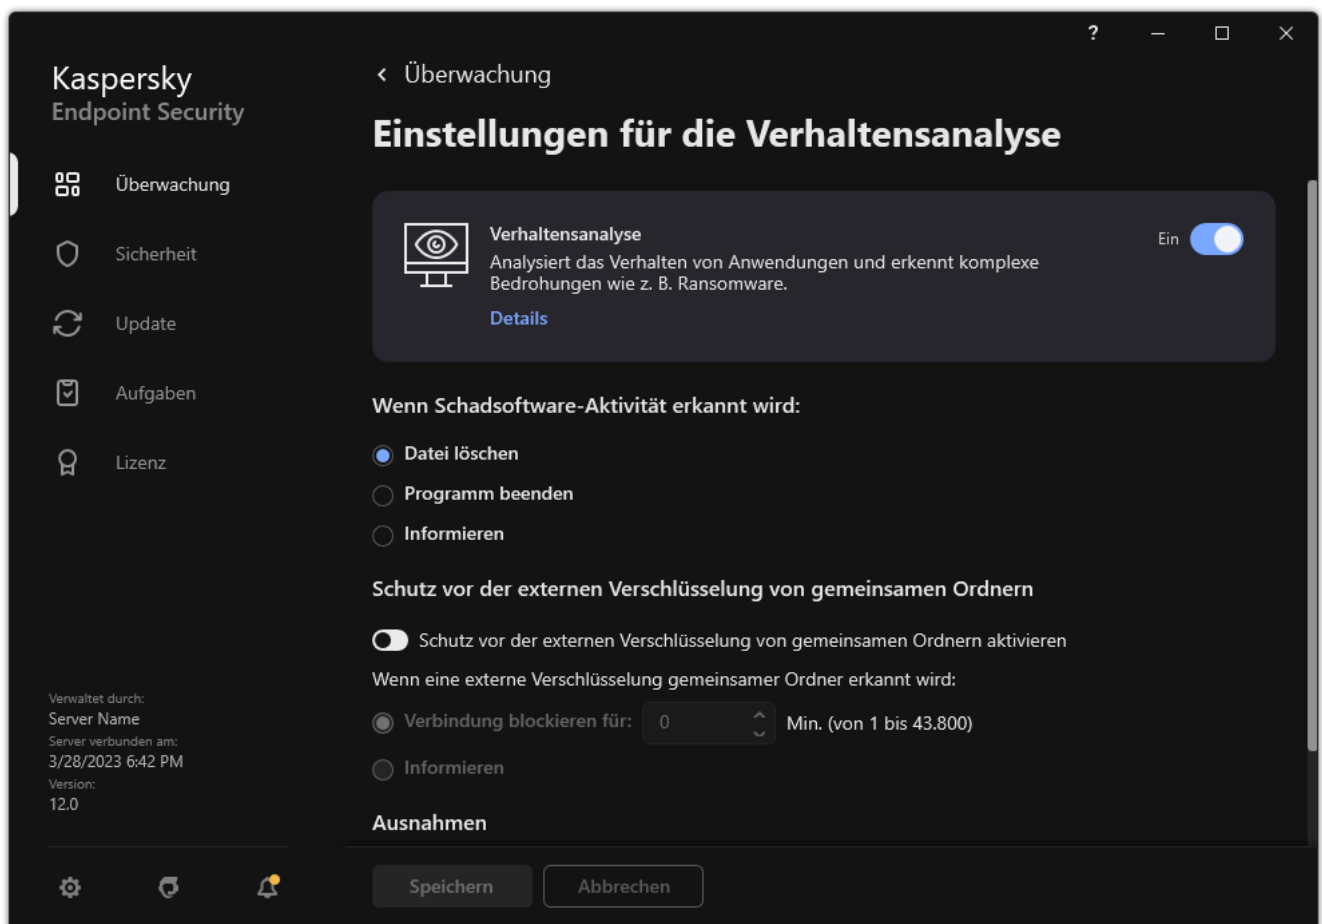 ?
Kaspersky
Endpoint Security
Überwachung
Sicherheit
Update
Aufgaben
Lizenz
Verwaltet durch:
Server Name
Server verbunden am:
3/28/2023 6:42 PM
Version:
12.0
Überwachung
Einstellungen für die Verhaltensanalyse
Verhaltensanalyse
Ein
Analysiert das Verhalten von Anwendungen und erkennt komplexe
Bedrohungen wie z. B. Ransomware.
Details
Wenn Schadsoftware-Aktivität erkannt wird:
Datei löschen
Programm beenden
Informieren
Schutz vor der externen Verschlüsselung von gemeinsamen Ordnern
Schutz vor der externen Verschlüsselung von gemeinsamen Ordnern aktivieren
Wenn eine externe Verschlüsselung gemeinsamer Ordner erkannt wird:
Verbindung blockieren für: 0 Min. (von 1 bis 43.800)
Informieren
Ausnahmen
Speichern Abbrechen